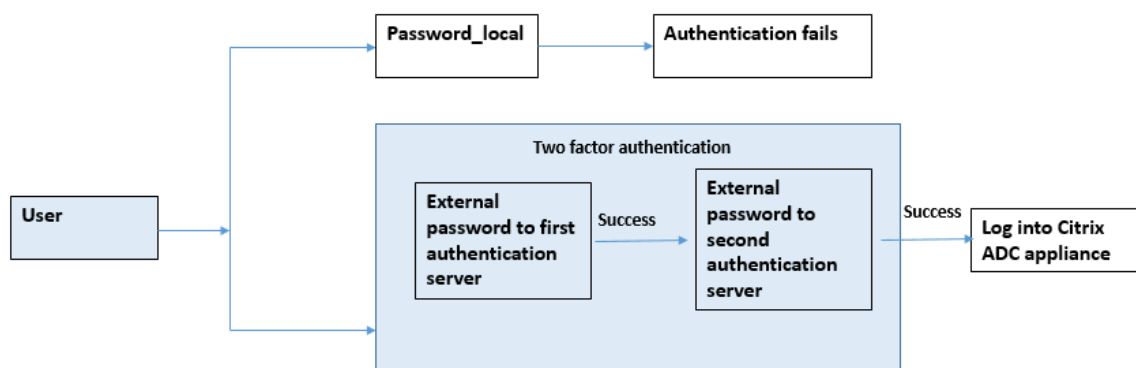 Password_local
Authentication fails
Two factor authentication
User
External
password to first
authentication
server
Success
External
password to
second
authentication
server
Success
Log into Citrix
ADC appliance